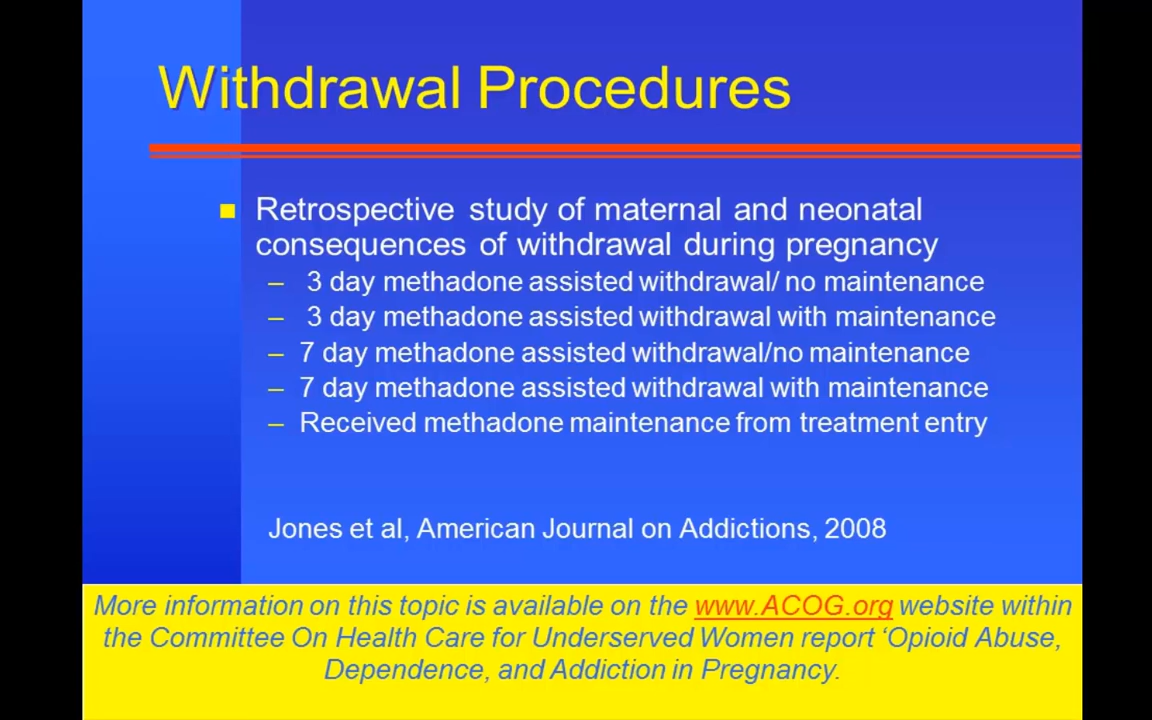 Withdrawal Procedures
Retrospective study of maternal and neonatal
consequences of withdrawal during pregnancy
– 3 day methadone assisted withdrawal/ no maintenance
– 3 day methadone assisted withdrawal with maintenance
– 7 day methadone assisted withdrawal/no maintenance
– 7 day methadone assisted withdrawal with maintenance
– Received methadone maintenance from treatment entry
Jones et al, American Journal on Addictions, 2008
More information on this topic is available on the www.ACOG.org website within
the Committee On Health Care for Underserved Women report ‘Opioid Abuse,
Dependence, and Addiction in Pregnancy.